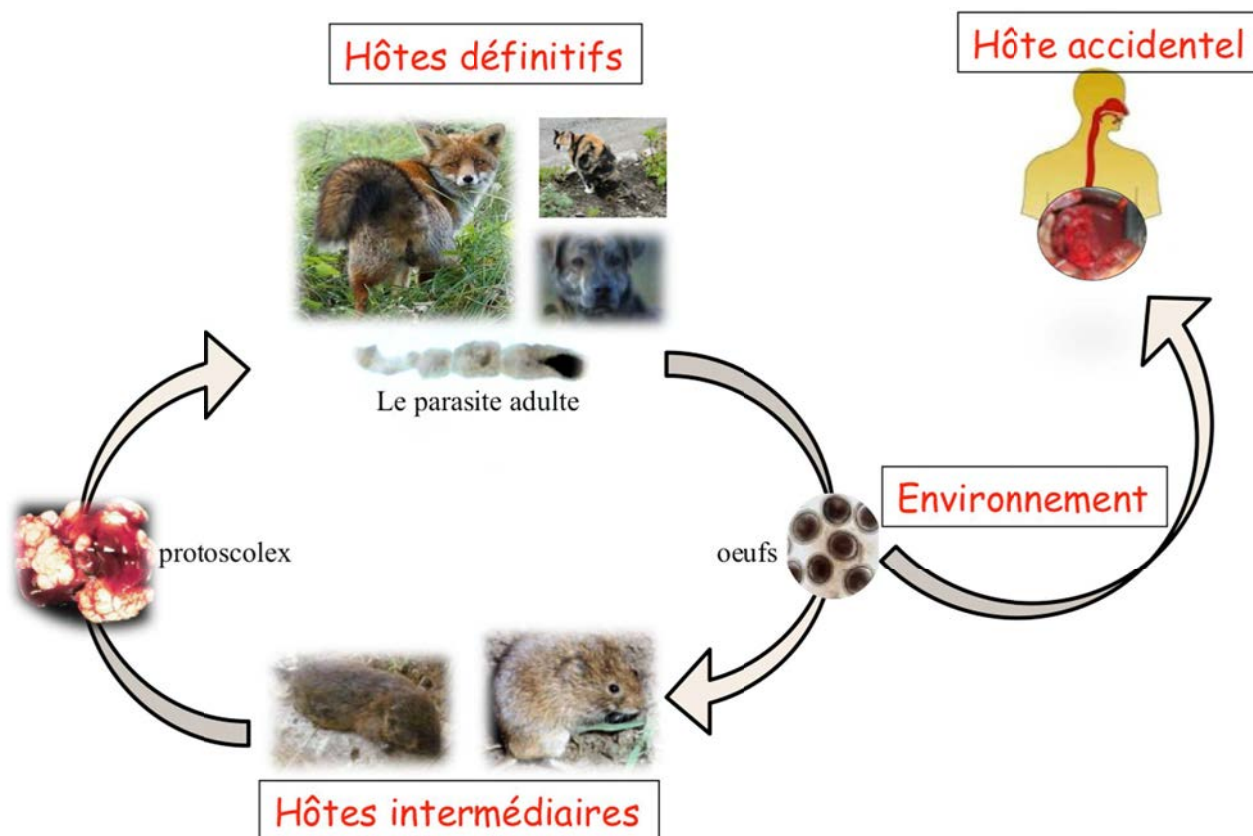 Hôtes définitifs
Hôte accidentel
Le parasite adulte
Environnement
protoscolex
oeufs
Hôtes intermédiaires